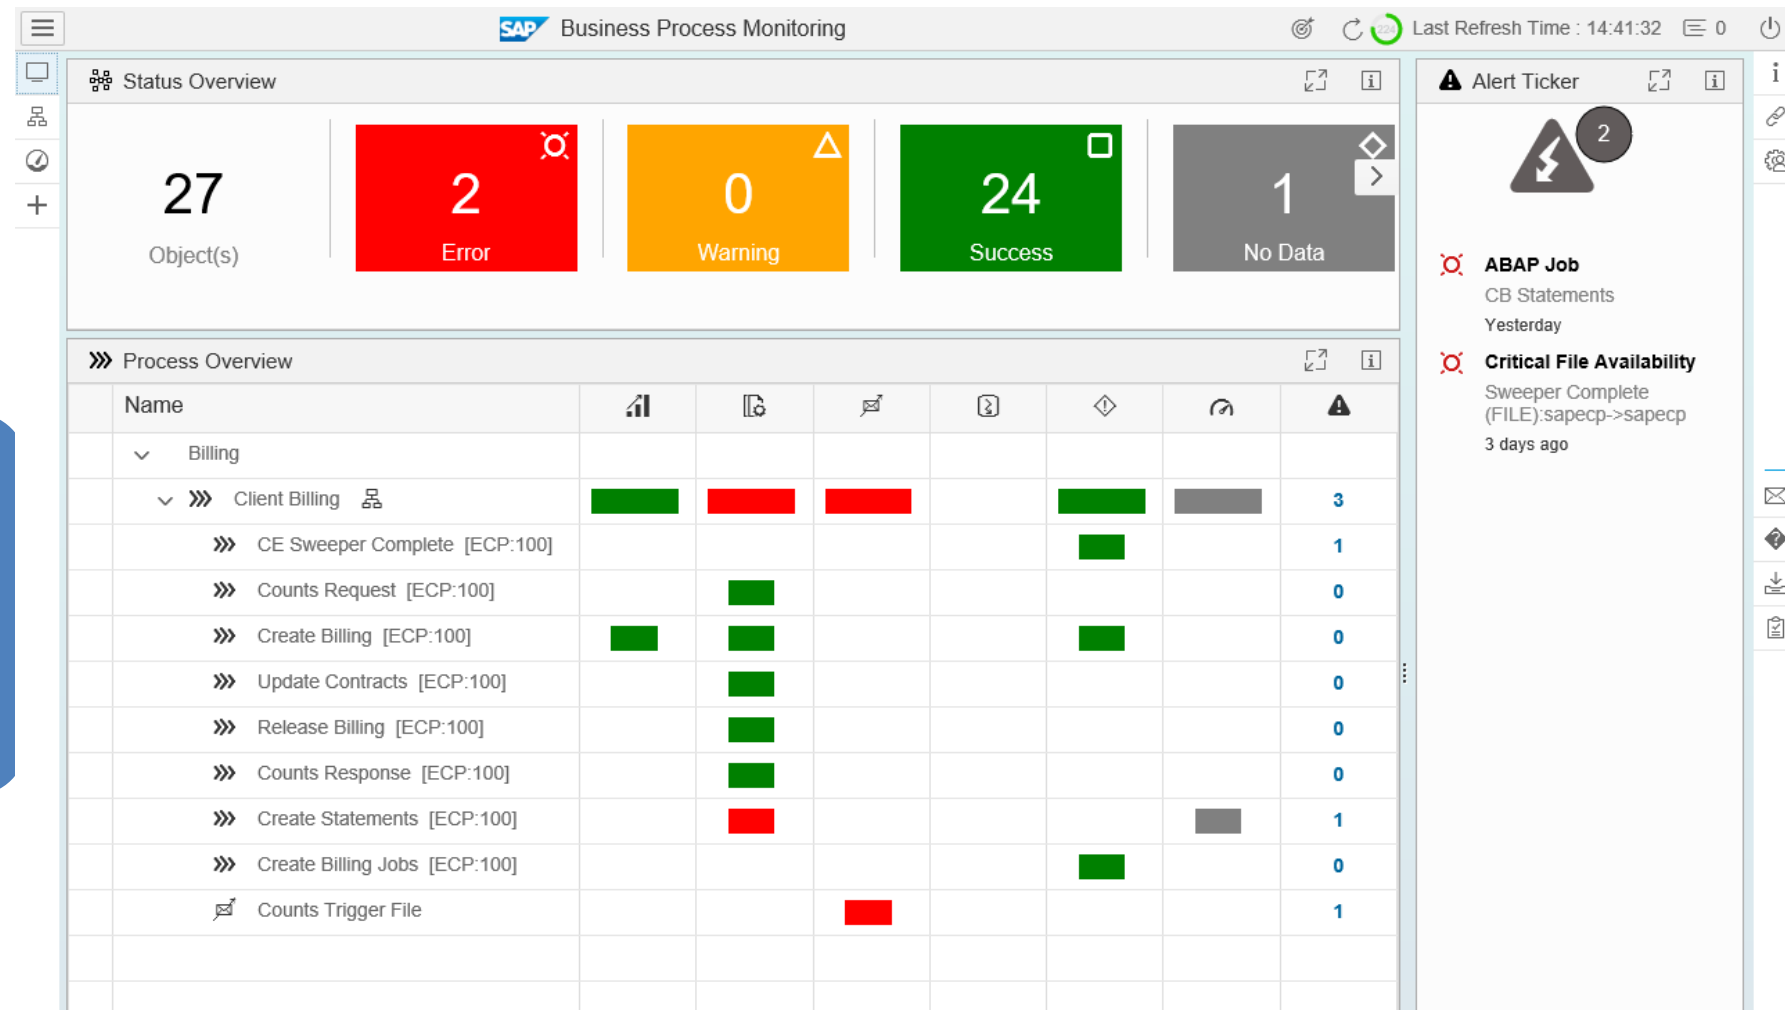 SAP Business Process Monitoring
224 Last Refresh Time : 14:41:32 0
Status Overview
27
Object(s)
2
Error
0
Warning
24
Success
1
No Data
Process Overview
Name
Billing
Client Billing 3
CE Sweeper Complete [ECP:100] 1
Counts Request [ECP:100] 0
Create Billing [ECP:100] 0
Update Contracts [ECP:100] 0
Release Billing [ECP:100] 0
Counts Response [ECP:100] 0
Create Statements [ECP:100] 1
Create Billing Jobs [ECP:100] 0
Counts Trigger File 1
Alert Ticker
2
ABAP Job
CB Statements
Yesterday
Critical File Availability
Sweeper Complete
(FILE):sapecp->sapecp
3 days ago